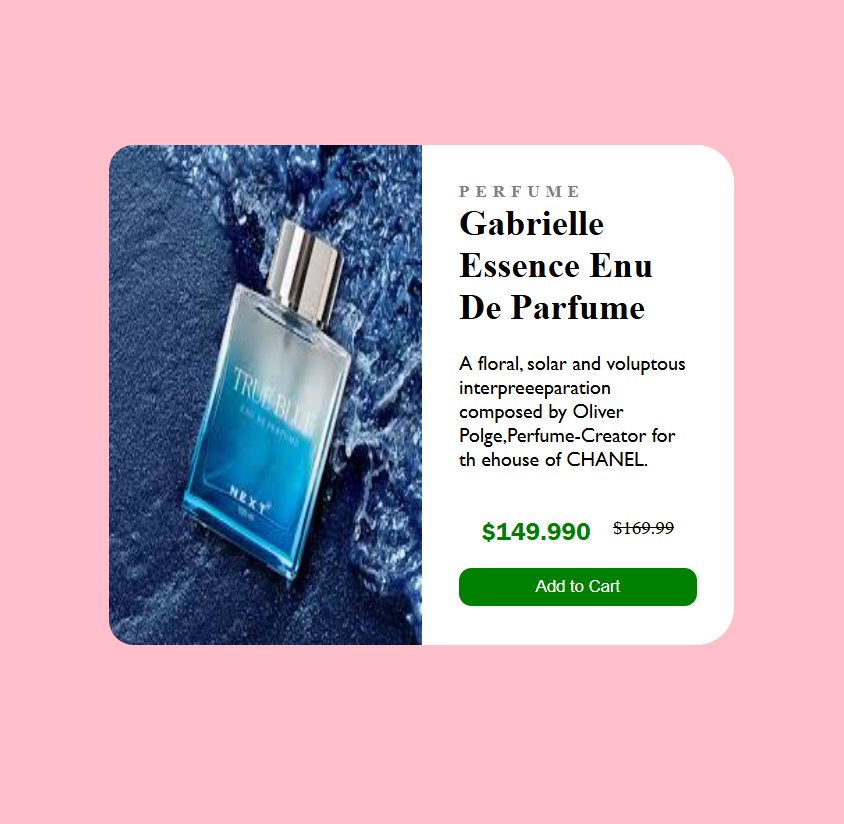 TRUE BLUE
EAU DE PARFUM
NEXT
PERFUME
Gabrielle
Essence Enu
De Parfume
A floral, solar and voluptous
interpreeeparation
composed by Oliver
Polge,Perfume-Creator for
th ehouse of CHANEL.
$149.990 $169.99
Add to Cart